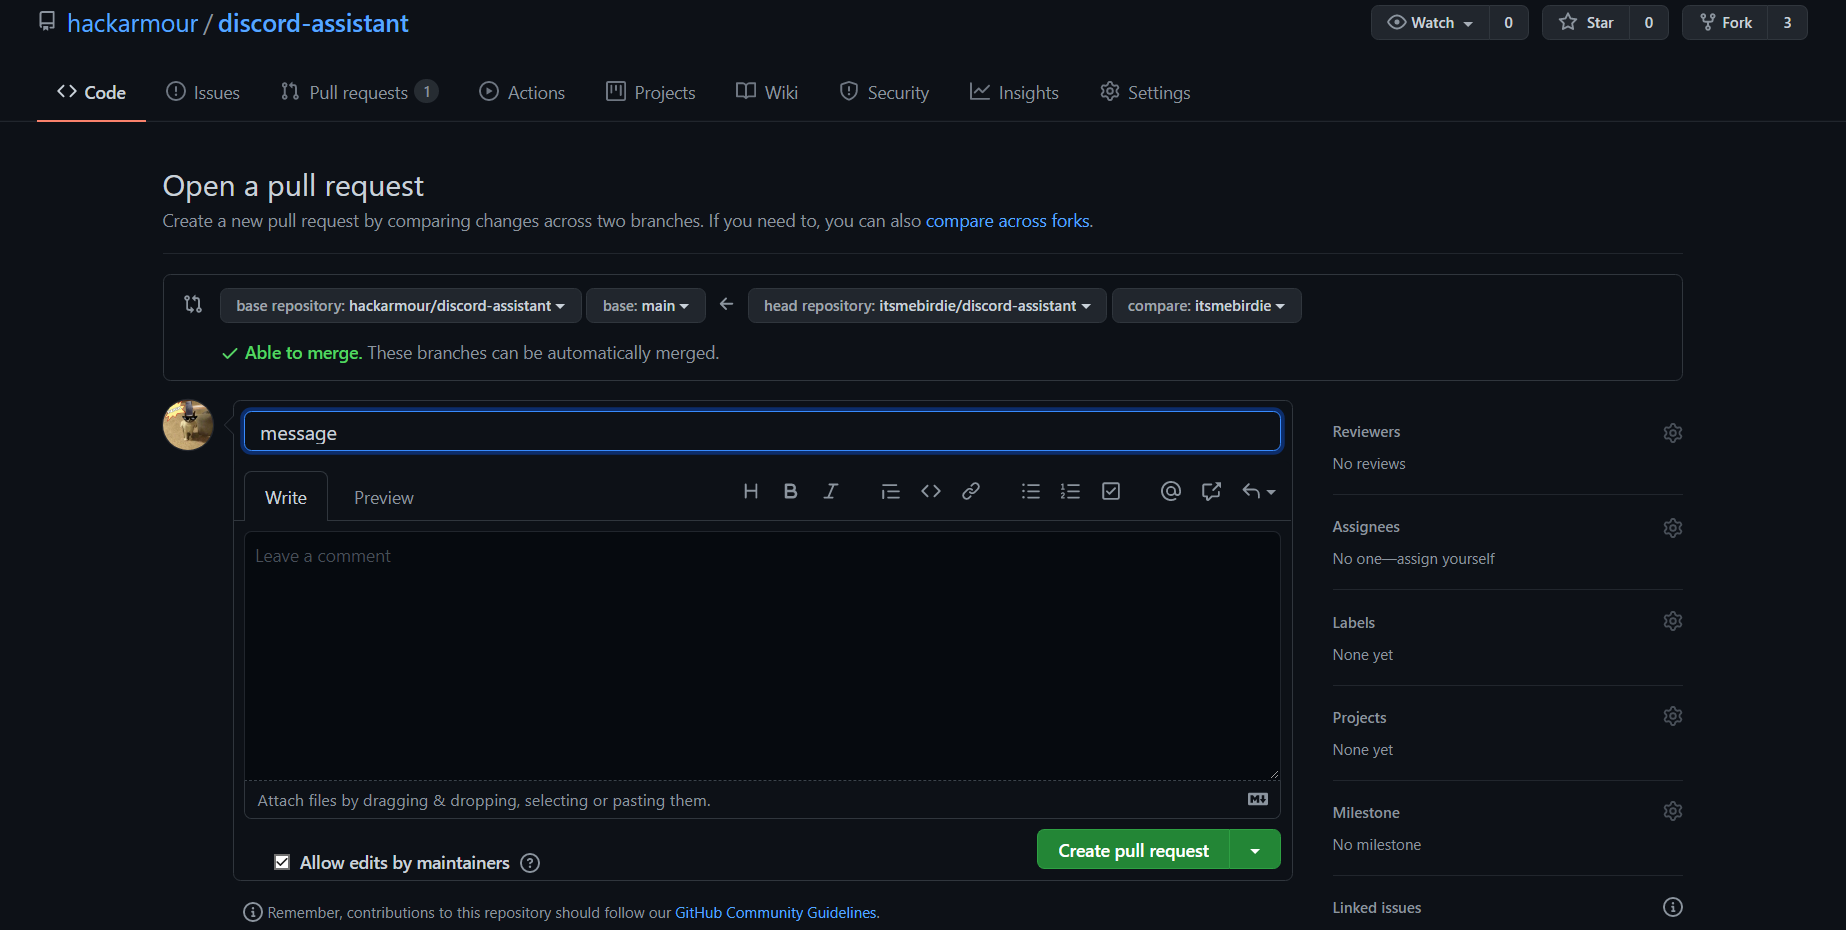 hackarmour / discord-assistant
Watch 0 Star 0 Fork 3
Code Issues Pull requests 1 Actions Projects Wiki Security Insights Settings
Open a pull request
Create a new pull request by comparing changes across two branches. If you need to, you can also compare across forks.
base repository: hackarmour/discord-assistant base: main head repository: itsmebirdie/discord-assistant compare: itsmebirdie
Able to merge. These branches can be automatically merged.
message
Write Preview
Leave a comment
Attach files by dragging & dropping, selecting or pasting them.
Allow edits by maintainers
Create pull request
Remember, contributions to this repository should follow our GitHub Community Guidelines.
Reviewers
No reviews
Assignees
No one—assign yourself
Labels
None yet
Projects
None yet
Milestone
No milestone
Linked issues